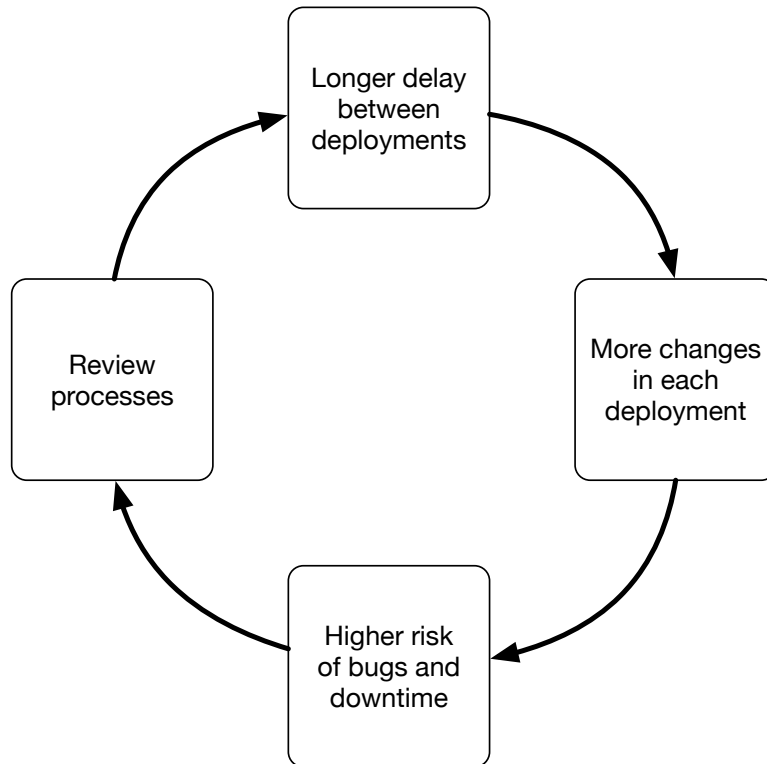 Longer delay
between
deployments
More changes
in each
deployment
Higher risk
of bugs and
downtime
Review
processes